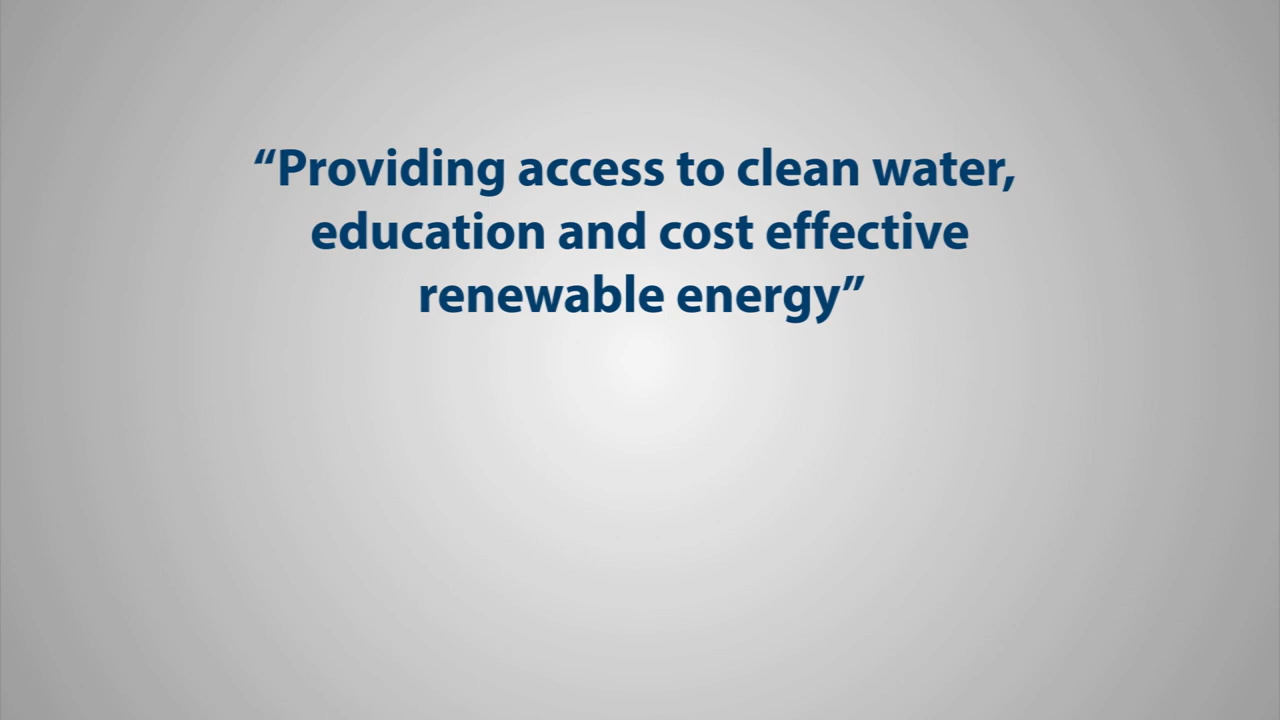 “Providing access to clean water,
education and cost effective
renewable energy”